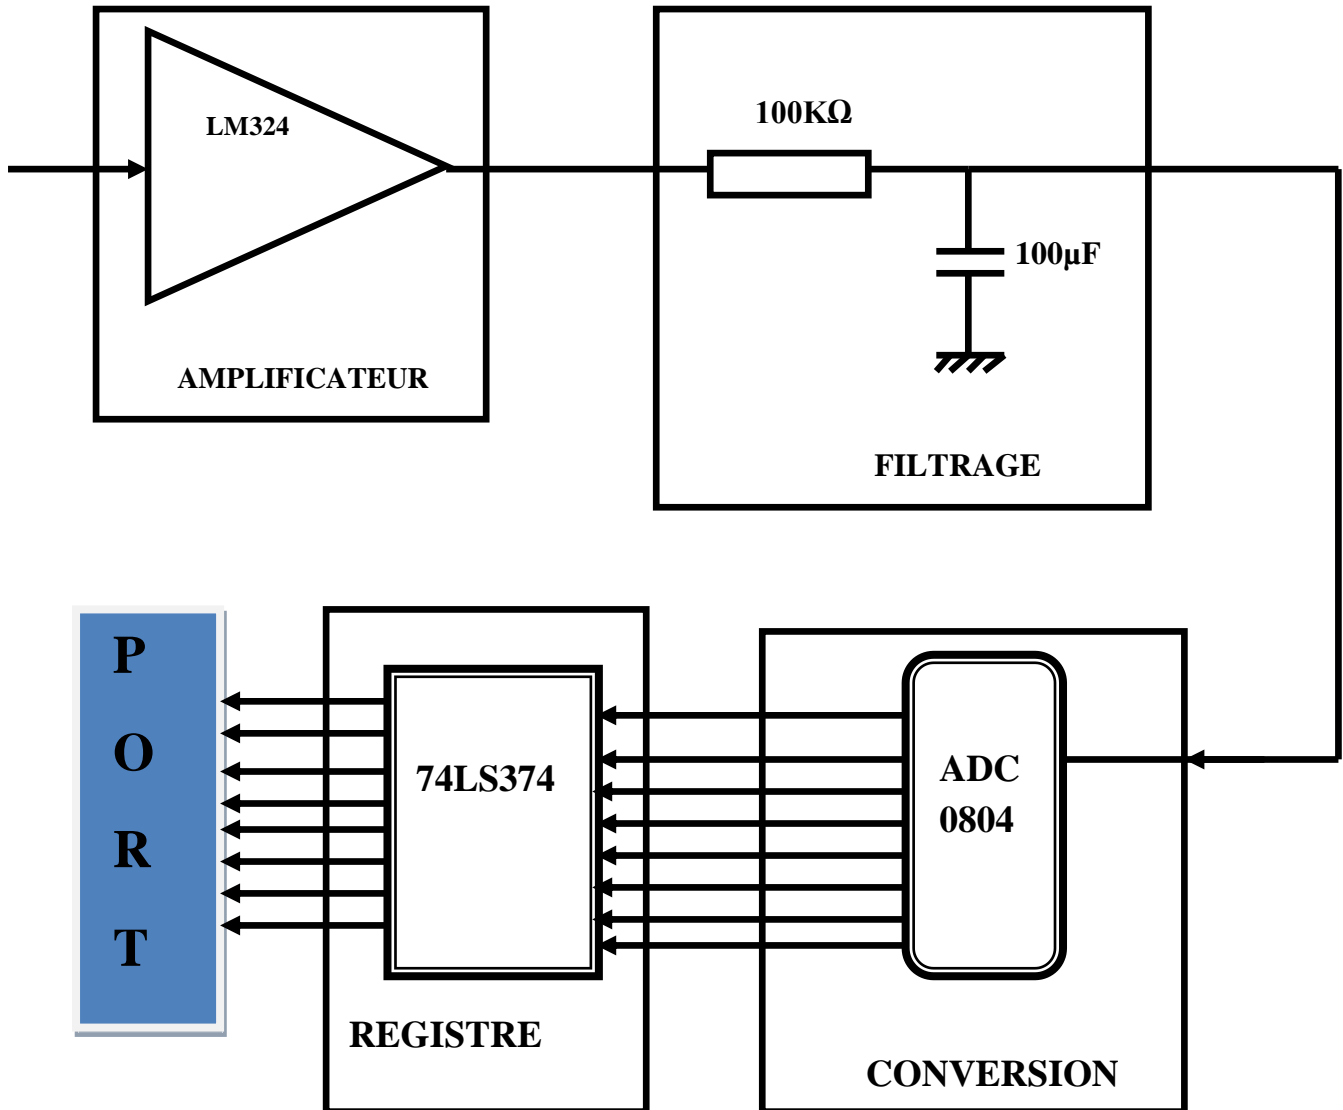 LM324
AMPLIFICATEUR
100KΩ
100µF
FILTRAGE
P
O
R
T
74LS374
REGISTRE
ADC
0804
CONVERSION